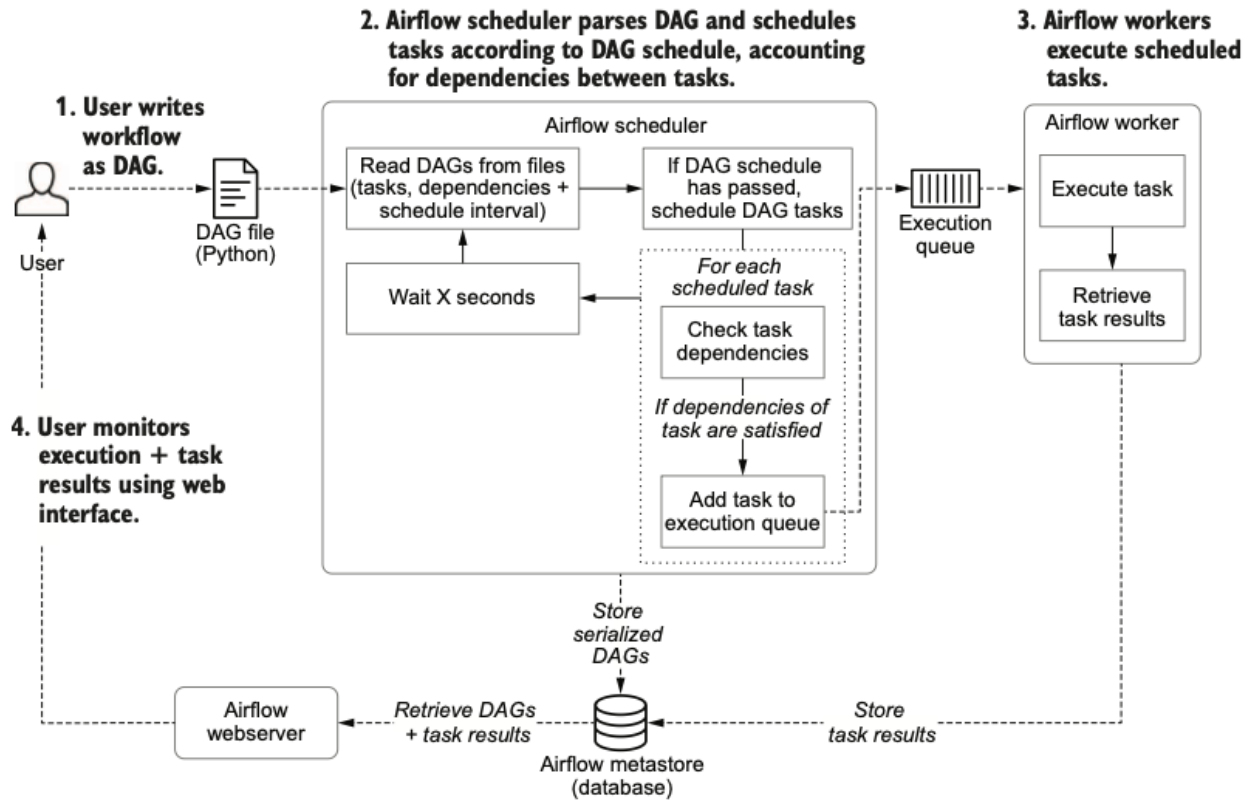 2. Airflow scheduler parses DAG and schedules
tasks according to DAG schedule, accounting
for dependencies between tasks.
3. Airflow workers
execute scheduled
tasks.
1. User writes
workflow
as DAG.
User
DAG file
(Python)
Airflow scheduler
Read DAGs from files
(tasks, dependencies +
schedule interval)
If DAG schedule
has passed,
schedule DAG tasks
Wait X seconds
For each
scheduled task
Check task
dependencies
If dependencies of
task are satisfied
Add task to
execution queue
Execution
queue
Airflow worker
Execute task
Retrieve
task results
4. User monitors
execution + task
results using web
interface.
Store
serialized
DAGs
Airflow
webserver
Retrieve DAGs
+ task results
Airflow metastore
(database)
Store
task results